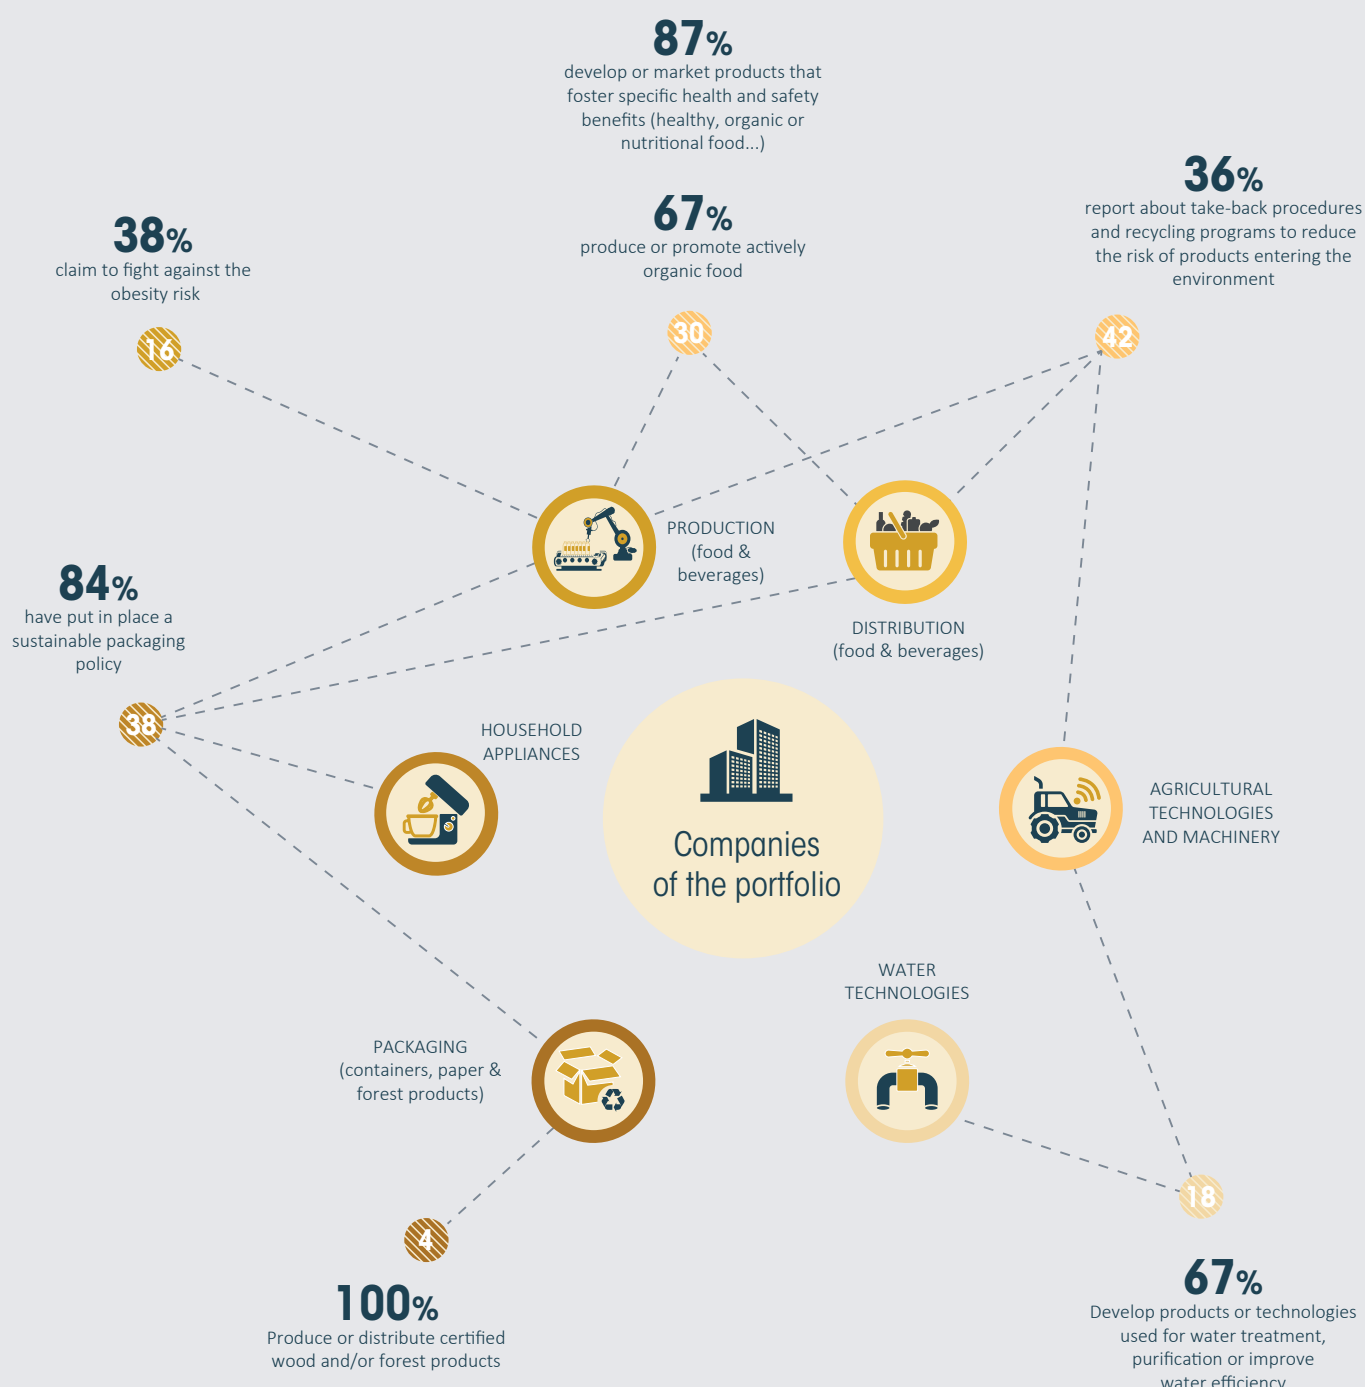 87%
develop or market products that
foster specific health and safety
benefits (healthy, organic or
nutritional food...)
36%
report about take-back procedures
and recycling programs to reduce
the risk of products entering the
environment
67%
produce or promote actively
organic food
38%
claim to fight against the
obesity risk
16
30
42
PRODUCTION
(food &
beverages)
DISTRIBUTION
(food & beverages)
84%
have put in place a
sustainable packaging
policy
38
HOUSEHOLD
APPLIANCES
Companies
of the portfolio
AGRICULTURAL
TECHNOLOGIES
AND MACHINERY
WATER
TECHNOLOGIES
PACKAGING
(containers, paper &
forest products)
4
18
100%
Produce or distribute certified
wood and/or forest products
67%
Develop products or technologies
used for water treatment,
purification or improve
water efficiency